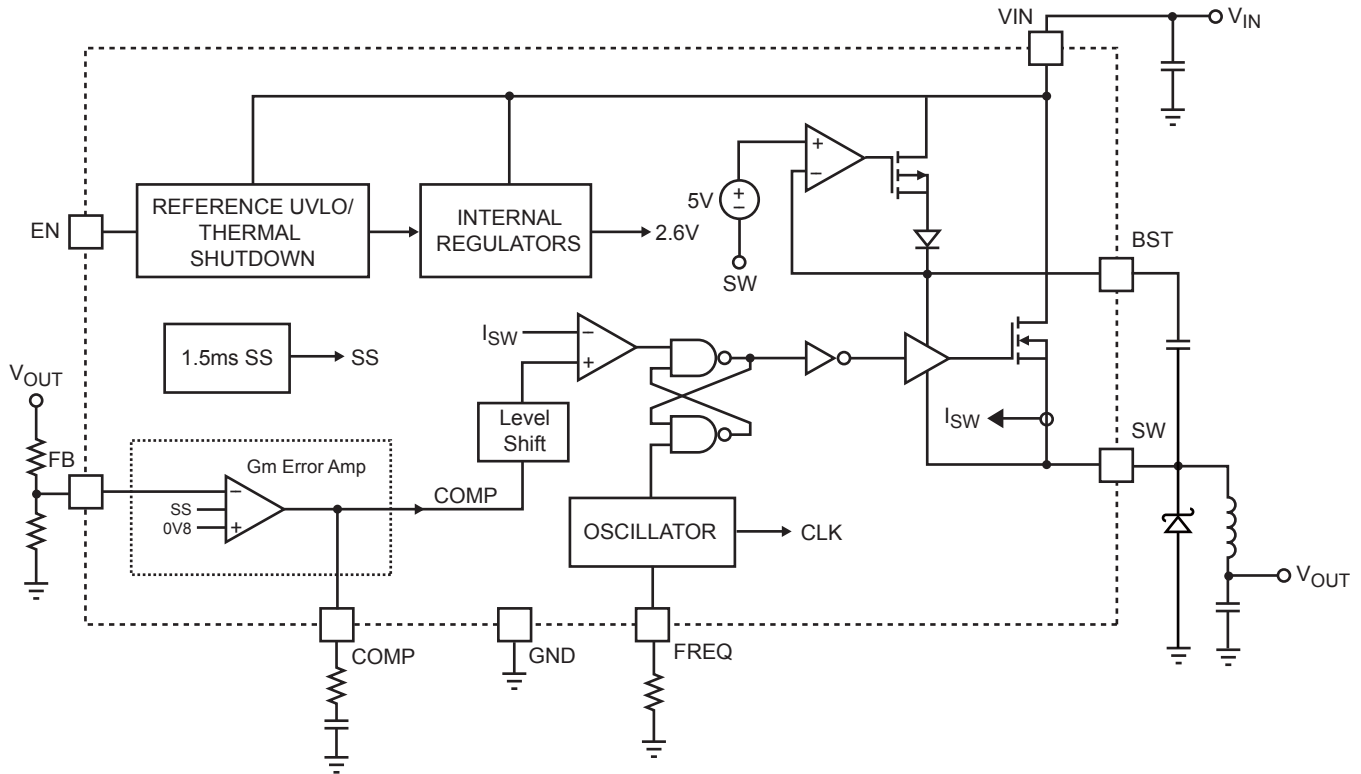 VIN
V_IN
REFERENCE UVLO/
THERMAL
SHUTDOWN
INTERNAL
REGULATORS
2.6V
EN
5V
+
−
+
−
SW
BST
1.5ms SS
SS
I_SW
−
+
Level
Shift
V_OUT
FB
Gm Error Amp
−
SS
0V8
+
COMP
I_SW
SW
OSCILLATOR
CLK
V_OUT
COMP
GND
FREQ